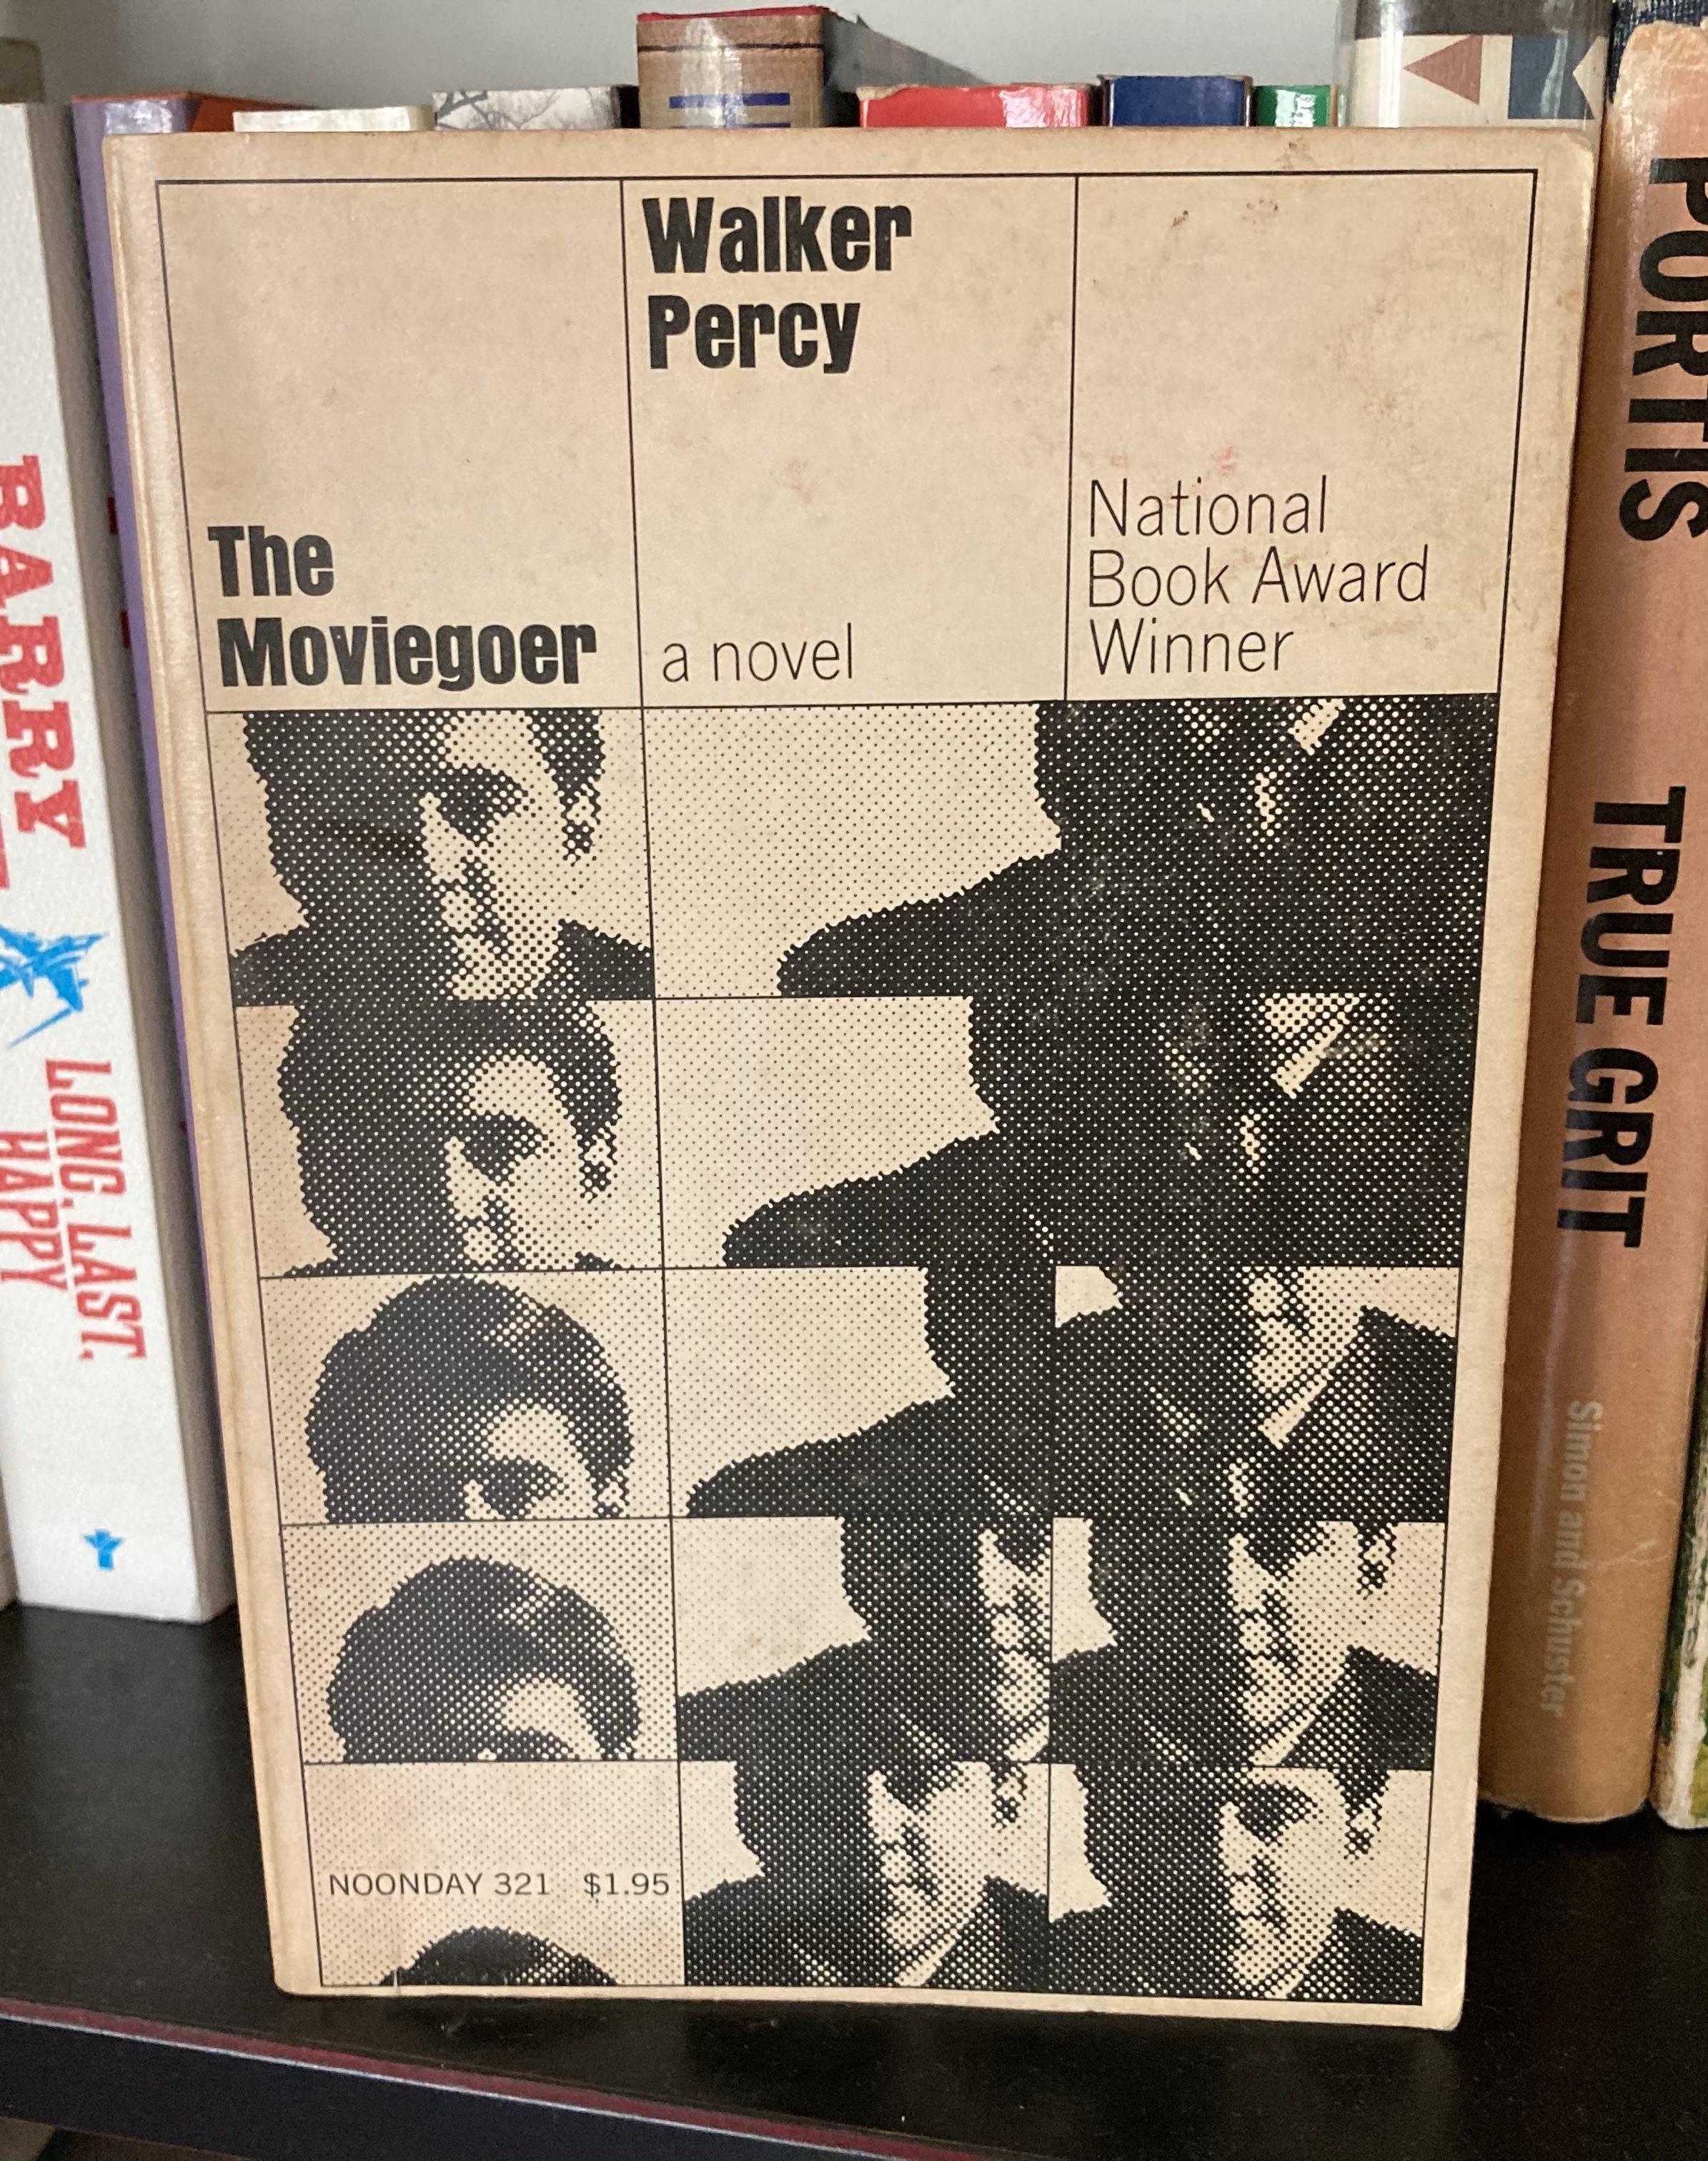 Walker
Percy
The
Moviegoer
a novel
National
Book Award
Winner
NOONDAY 321 $1.95
BARRY
LONG, LAST,
HAPPY
PORTIS
TRUE GRIT
Simon and Schuster